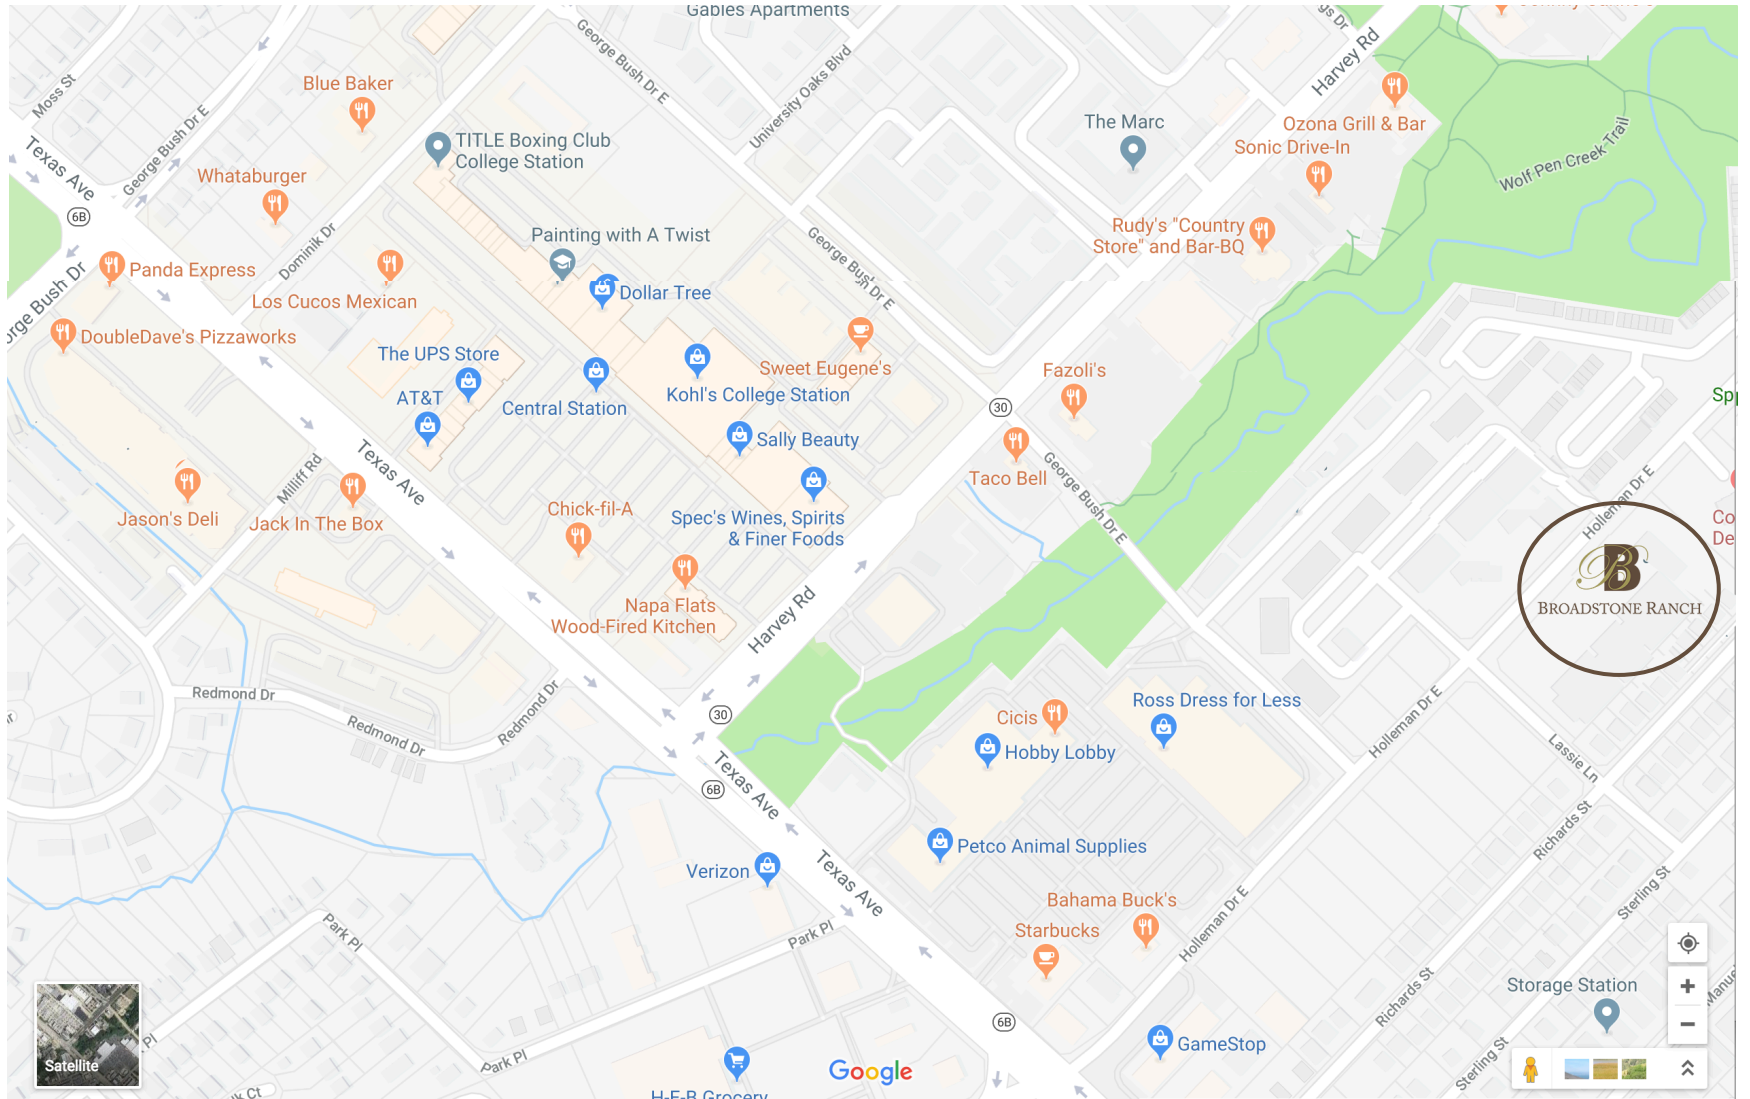 Gables Apartments
Harvey Rd
George Bush Dr E
University Oaks Blvd
Moss St
Blue Baker
George Bush Dr E
TITLE Boxing Club
College Station
The Marc
Ozona Grill & Bar
Sonic Drive-In
Wolf Pen Creek Trail
Texas Ave
Whataburger
6B
Dominik Dr
Painting with A Twist
Rudy's "Country
Store" and Bar-BQ
George Bush Dr E
Panda Express
Los Cucos Mexican
Dollar Tree
DoubleDave's Pizzaworks
The UPS Store
Sweet Eugene's
Fazoli's
AT&T
Central Station
Kohl's College Station
30
Sally Beauty
Texas Ave
Milliff Rd
Taco Bell
George Bush Dr E
Holleman Dr E
Jason's Deli
Jack In The Box
Chick-fil-A
Spec's Wines, Spirits
& Finer Foods
Co
De
B
BROADSTONE RANCH
Napa Flats
Wood-Fired Kitchen
Harvey Rd
Redmond Dr
Redmond Dr
Redmond Dr
30
Cicis
Ross Dress for Less
Hobby Lobby
Holleman Dr E
Lassie Ln
Texas Ave
6B
Petco Animal Supplies
Richards St
Verizon
Texas Ave
Bahama Buck's
Starbucks
Holleman Dr E
Sterling St
Park Pl
Park Pl
Richards St
Storage Station
6B
GameStop
Sterling St
Park Pl
Satellite
Google
H-E-B Grocery